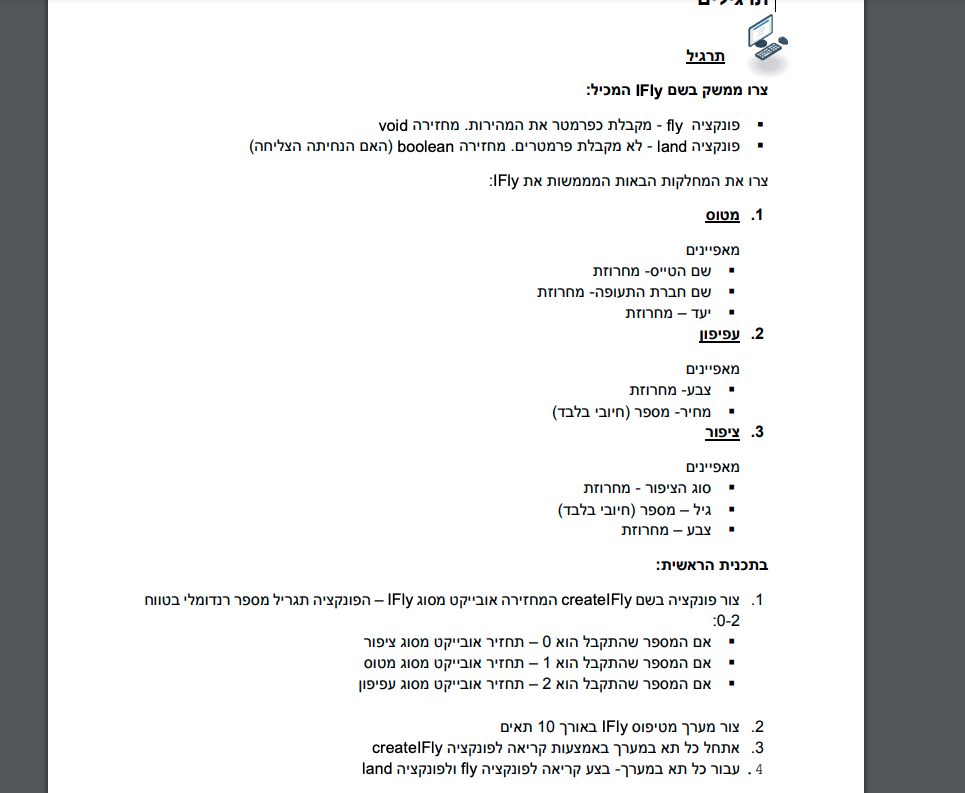 תרגילים
תרגיל
צרו ממשק בשם IFly המכיל:
▪ פונקציה fly - מקבלת כפרמטר את המהירות. מחזירה void
▪ פונקציה land - לא מקבלת פרמטרים. מחזירה boolean (האם הנחיתה הצליחה)
צרו את המחלקות הבאות המממשות את IFly:
1. מטוס
מאפיינים
▪ שם הטייס- מחרוזת
▪ שם חברת התעופה- מחרוזת
▪ יעד – מחרוזת
2. עפיפון
מאפיינים
▪ צבע- מחרוזת
▪ מחיר- מספר (חיובי בלבד)
3. ציפור
מאפיינים
▪ סוג הציפור - מחרוזת
▪ גיל – מספר (חיובי בלבד)
▪ צבע – מחרוזת
בתכנית הראשית:
1. צור פונקציה בשם createIFly המחזירה אובייקט מסוג IFly – הפונקציה תגריל מספר רנדומלי בטווח
0-2:
▪ אם המספר שהתקבל הוא 0 – תחזיר אובייקט מסוג ציפור
▪ אם המספר שהתקבל הוא 1 – תחזיר אובייקט מסוג מטוס
▪ אם המספר שהתקבל הוא 2 – תחזיר אובייקט מסוג עפיפון
2. צור מערך מטיפוס IFly באורך 10 תאים
3. אתחל כל תא במערך באמצעות קריאה לפונקציה createIFly
4. עבור כל תא במערך- בצע קריאה לפונקציה fly ולפונקציה land